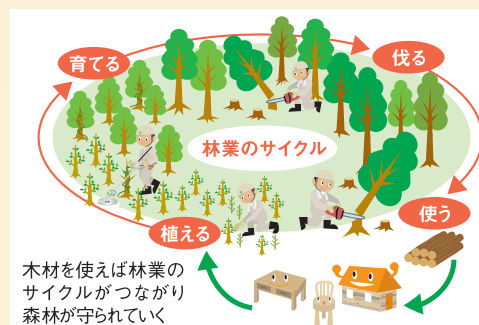 育てる
伐る
林業のサイクル
使う
植える
木材を使えば林業の
サイクルがつながり
森林が守られていく